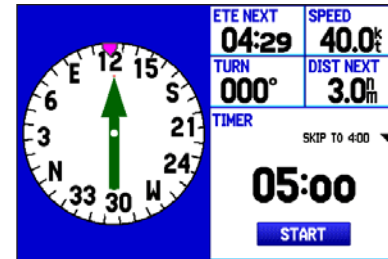 ETE NEXT SPEED
04:29 40.0kt
TURN DIST NEXT
000° 3.0nm
TIMER
SKIP TO 4:00
05:00
START
12
15
S
21
24
W
30
33
N
3
6
E